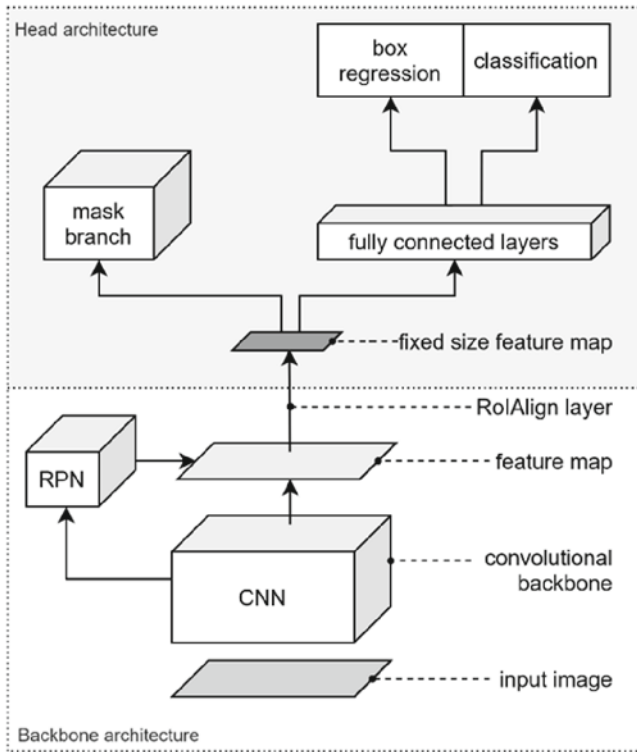 Head architecture
box
regression
classification
mask
branch
fully connected layers
fixed size feature map
RoIAlign layer
RPN
feature map
CNN
convolutional
backbone
input image
Backbone architecture